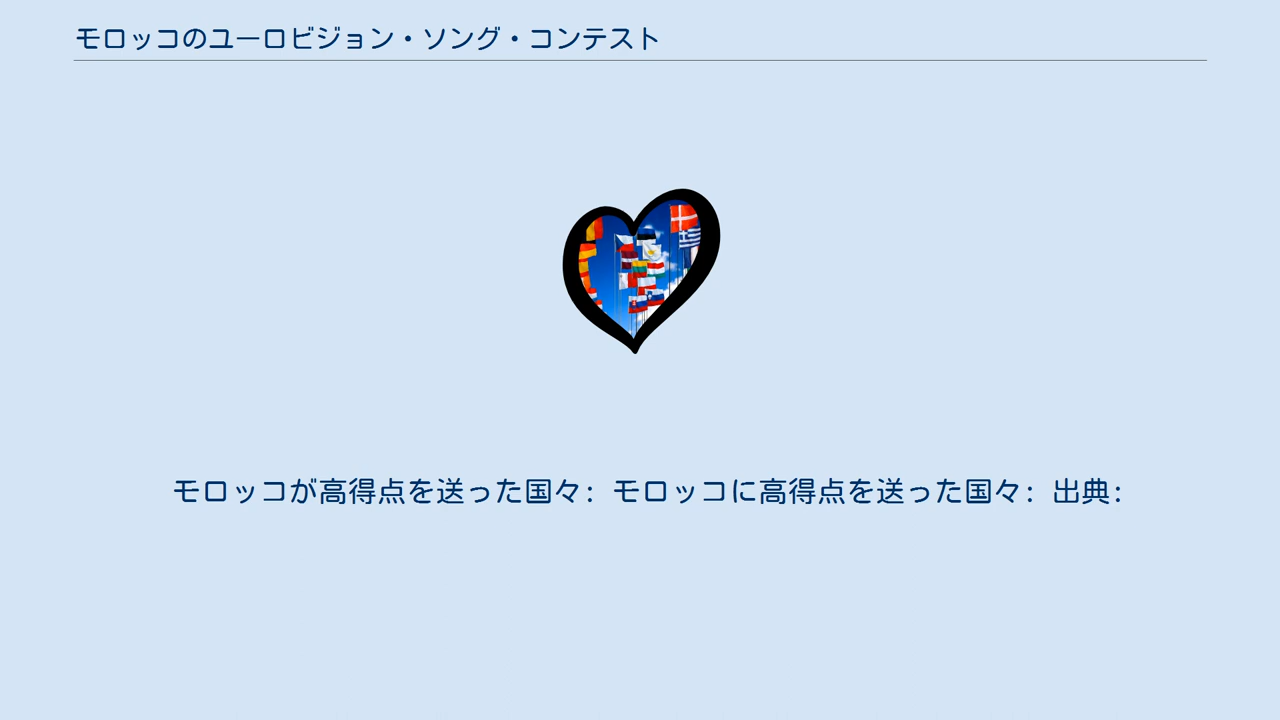 モロッコのユーロビジョン・ソング・コンテスト
モロッコが高得点を送った国々: モロッコに高得点を送った国々: 出典: